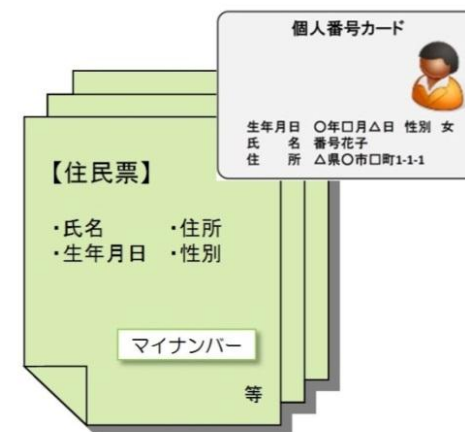 個人番号カード
生年月日 〇年□月△日 性別 女
氏 名 番号花子
住 所 △県〇市□町1-1-1
【住民票】
・氏名 ・住所
・生年月日 ・性別
マイナンバー
等